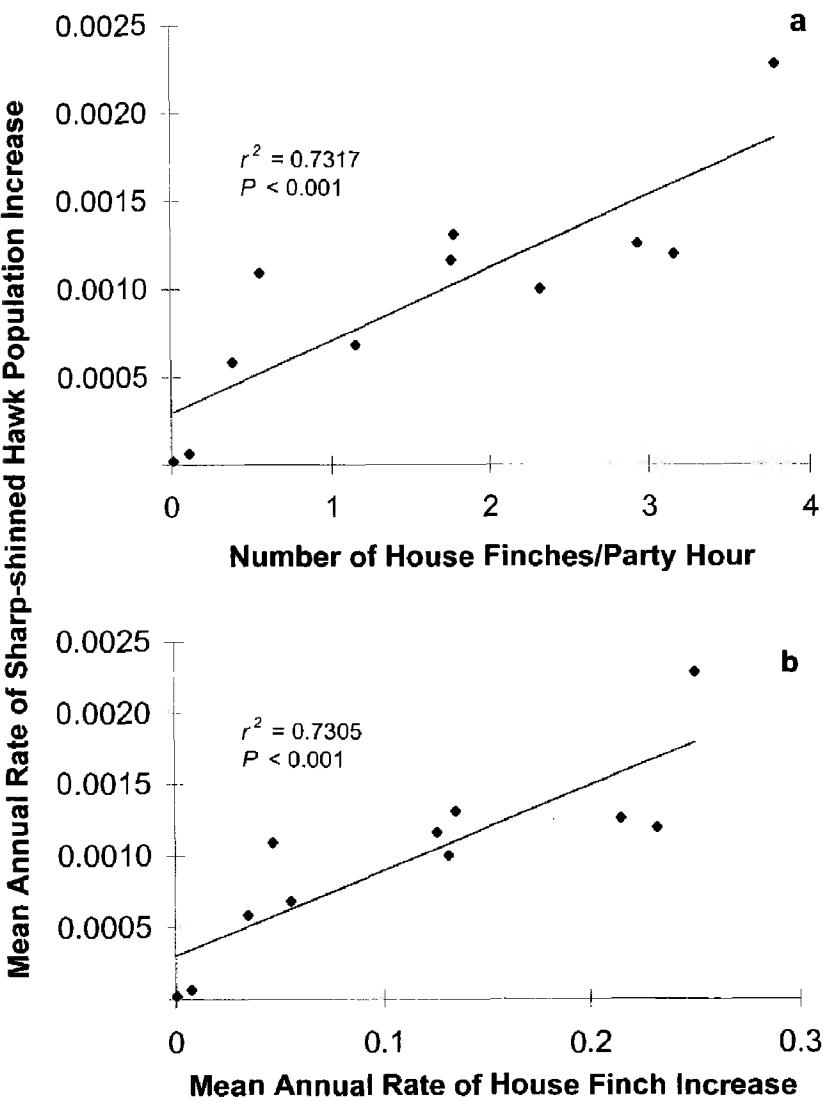 Mean Annual Rate of Sharp-shinned Hawk Population Increase
a
0.0025
0.0020
0.0015
0.0010
0.0005
r² = 0.7317
P < 0.001
0 1 2 3 4
Number of House Finches/Party Hour
b
0.0025
0.0020
0.0015
0.0010
0.0005
r² = 0.7305
P < 0.001
0 0.1 0.2 0.3
Mean Annual Rate of House Finch Increase